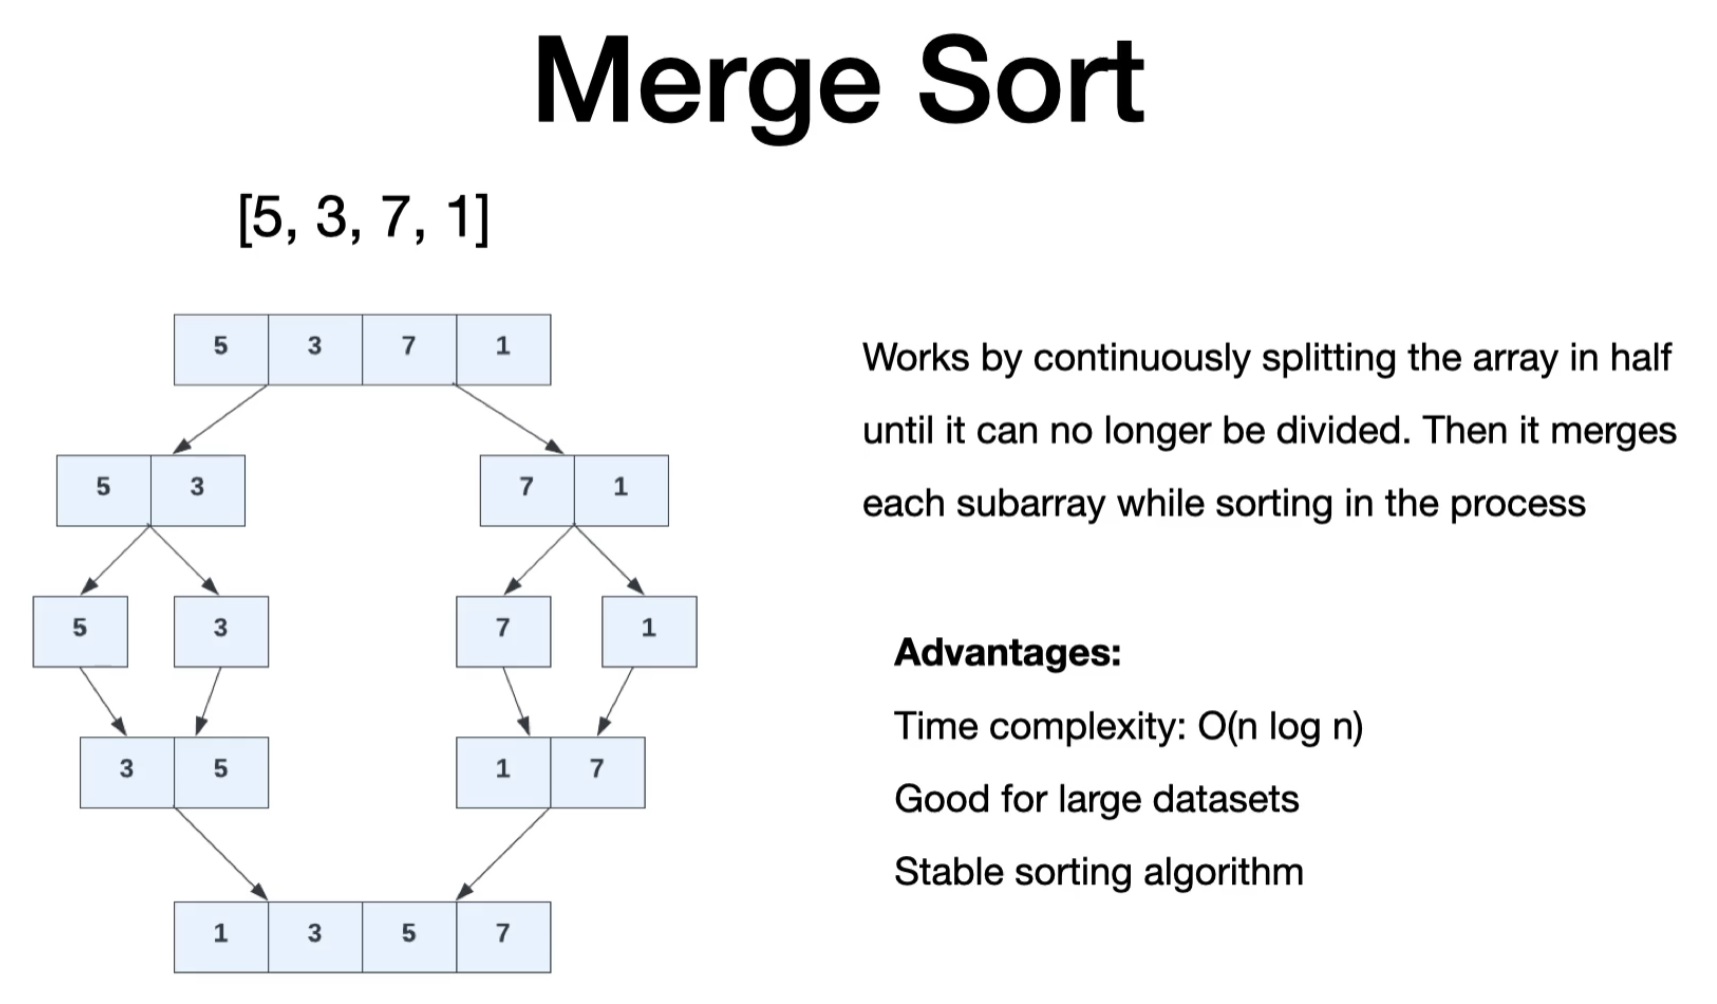 Merge Sort
[5, 3, 7, 1]
5 3 7 1
5 3 7 1
5 3 7 1
3 5 1 7
1 3 5 7
Works by continuously splitting the array in half
until it can no longer be divided. Then it merges
each subarray while sorting in the process
Advantages:
Time complexity: O(n log n)
Good for large datasets
Stable sorting algorithm